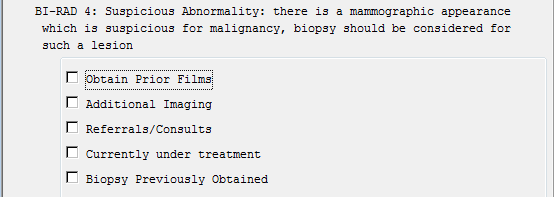 BI-RAD 4: Suspicious Abnormality: there is a mammographic appearance
which is suspicious for malignancy, biopsy should be considered for
such a lesion
Obtain Prior Films
Additional Imaging
Referrals/Consults
Currently under treatment
Biopsy Previously Obtained